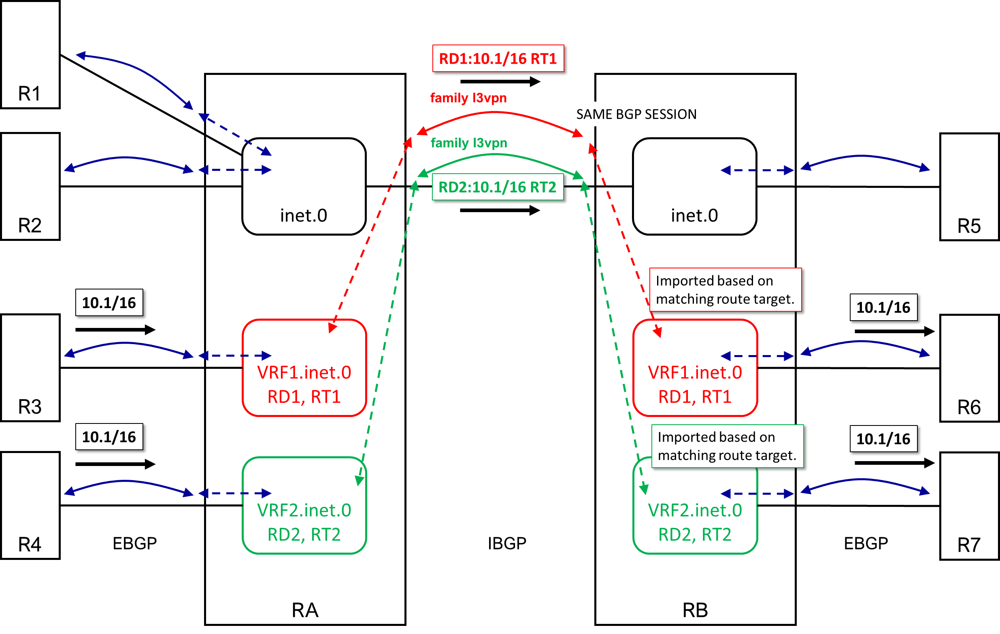 RD1:10.1/16 RT1
R1
family l3vpn
SAME BGP SESSION
family l3vpn
RD2:10.1/16 RT2
R2
inet.0
inet.0
R5
Imported based on
matching route target.
10.1/16
10.1/16
R3
VRF1.inet.0
RD1, RT1
VRF1.inet.0
RD1, RT1
R6
10.1/16
Imported based on
matching route target.
10.1/16
R4
EBGP
VRF2.inet.0
RD2, RT2
IBGP
VRF2.inet.0
RD2, RT2
EBGP
R7
RA
RB